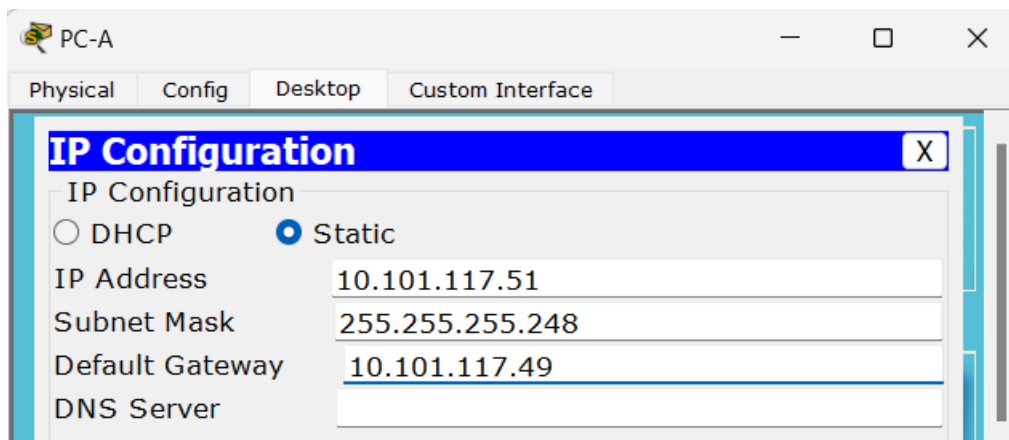 PC-A
Physical Config Desktop Custom Interface
IP Configuration X
IP Configuration
DHCP Static
IP Address 10.101.117.51
Subnet Mask 255.255.255.248
Default Gateway 10.101.117.49
DNS Server